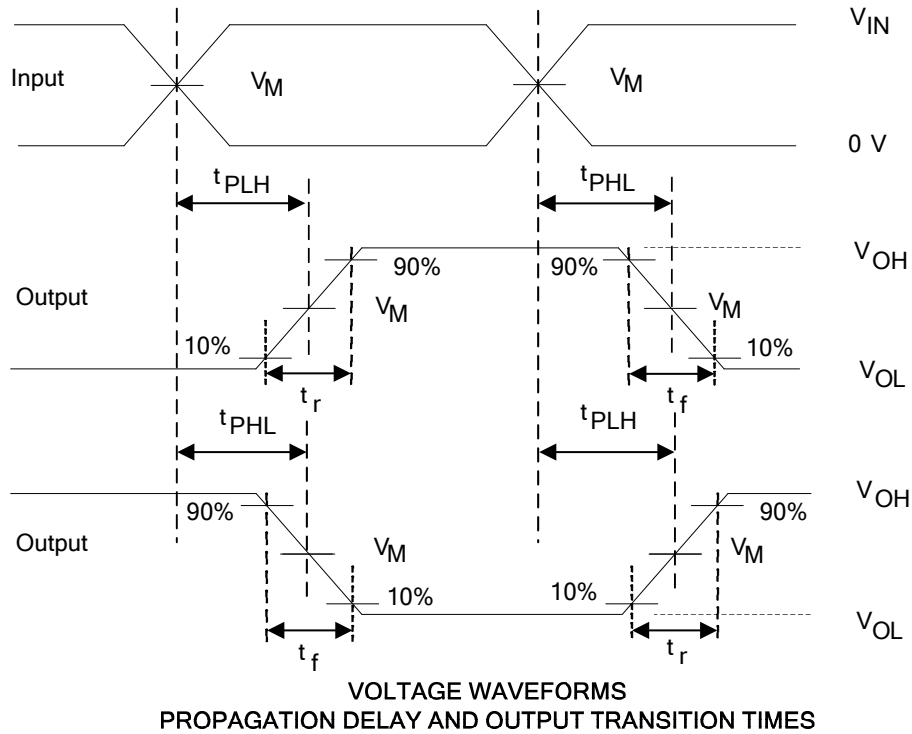 VIN
Input VM VM
0 V
tPLH tPHL
VOH
90% 90%
Output VM VM
10% 10%
VOL
tr tf
tPHL tPLH
VOH
90% 90%
Output VM VM
10% 10%
VOL
tf tr
VOLTAGE WAVEFORMS
PROPAGATION DELAY AND OUTPUT TRANSITION TIMES